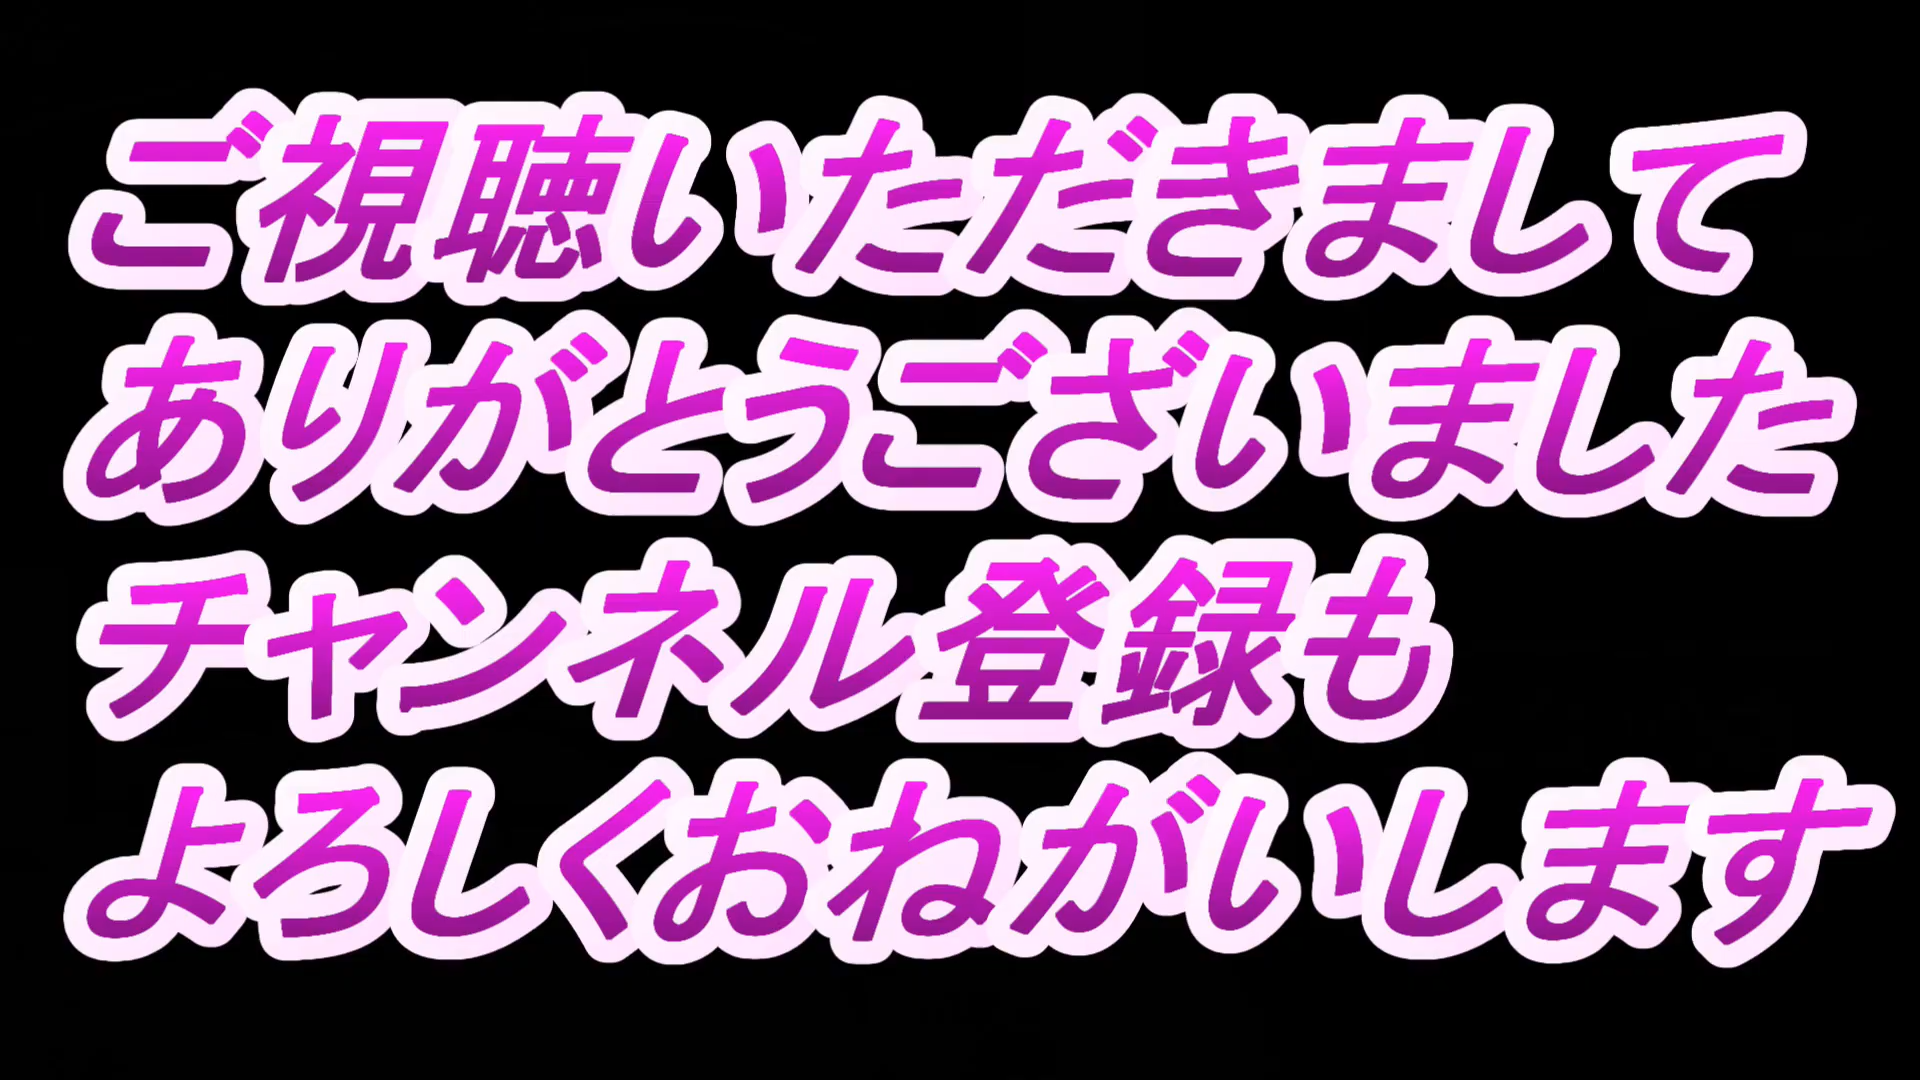 ご視聴いただきまして
ありがとうございました
チャンネル登録も
よろしくおねがいします